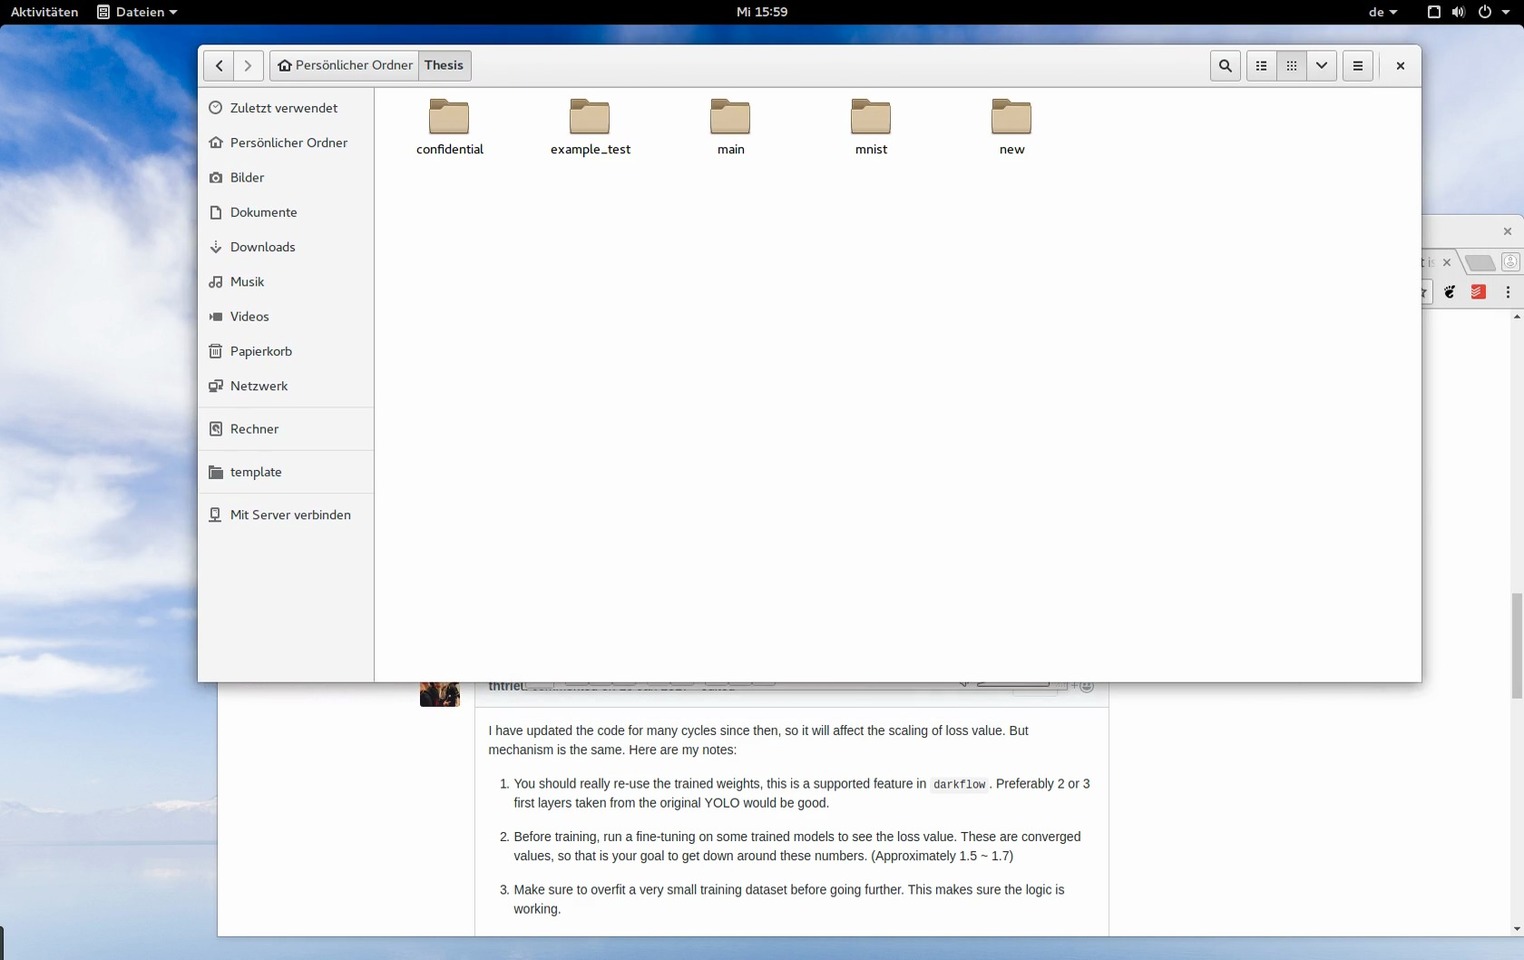 Aktivitäten Dateien Mi 15:59 de
Persönlicher Ordner Thesis
Zuletzt verwendet
Persönlicher Ordner
Bilder
Dokumente
Downloads
Musik
Videos
Papierkorb
Netzwerk
Rechner
template
Mit Server verbinden
confidential example_test main mnist new
I have updated the code for many cycles since then, so it will affect the scaling of loss value. But
mechanism is the same. Here are my notes:
1. You should really re-use the trained weights, this is a supported feature in darkflow. Preferably 2 or 3
first layers taken from the original YOLO would be good.
2. Before training, run a fine-tuning on some trained models to see the loss value. These are converged
values, so that is your goal to get down around these numbers. (Approximately 1.5 ~ 1.7)
3. Make sure to overfit a very small training dataset before going further. This makes sure the logic is
working.